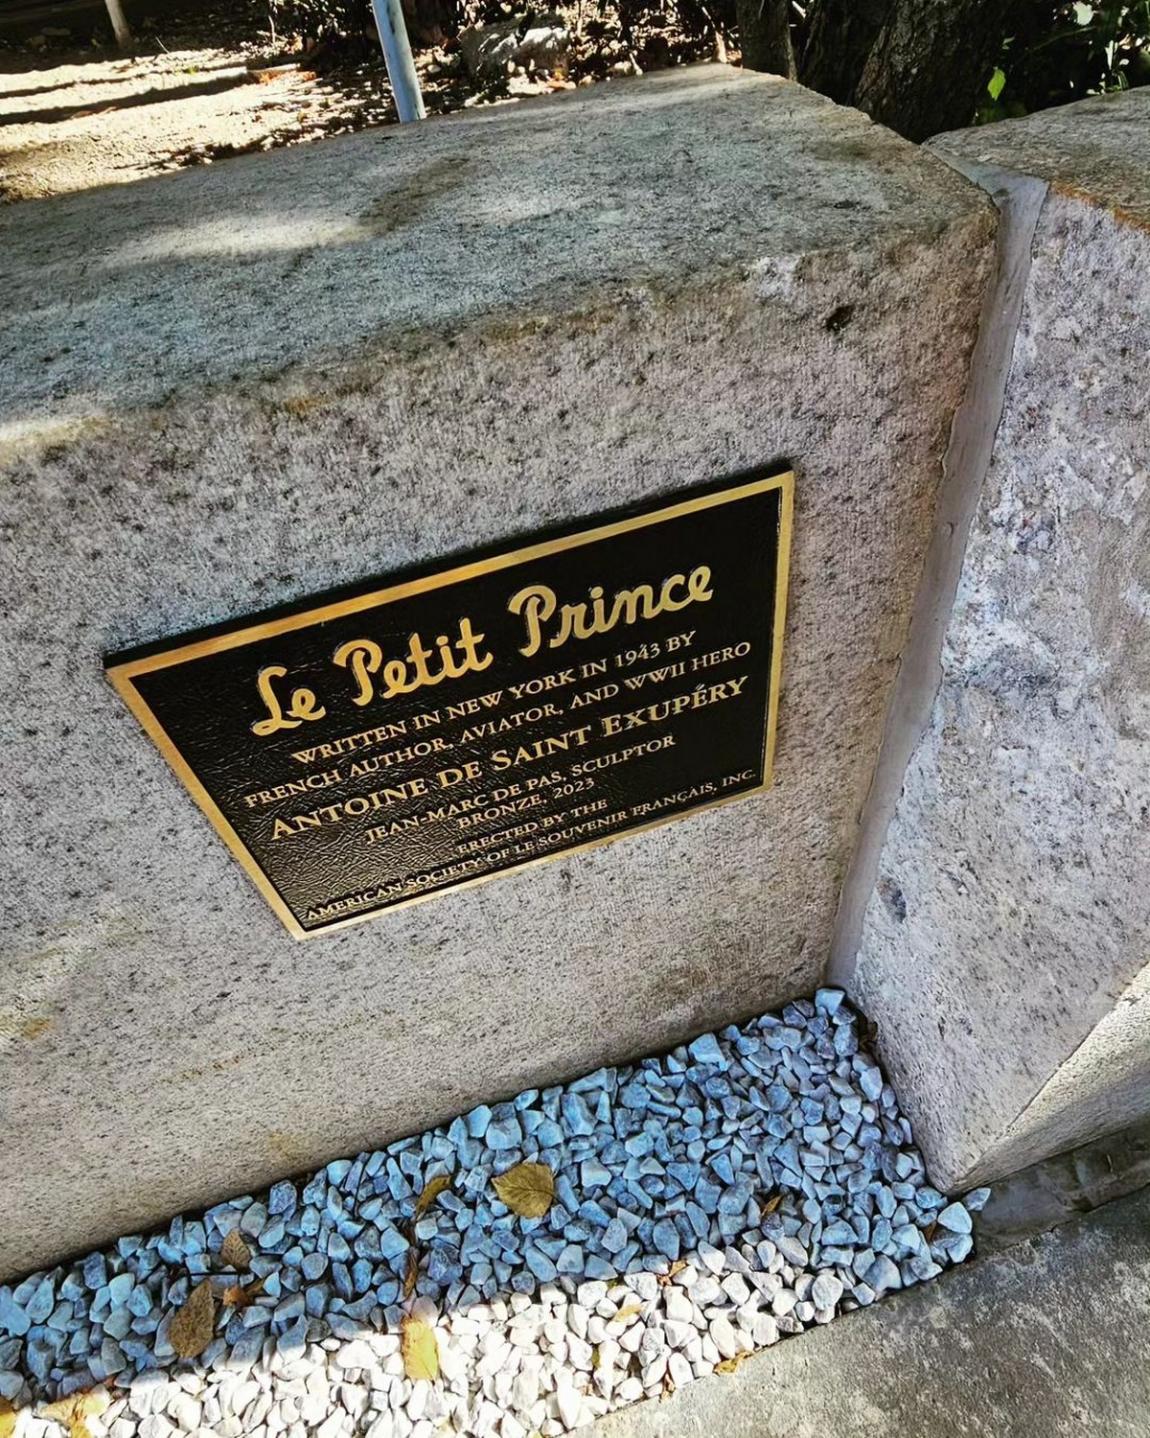 Le Petit Prince
WRITTEN IN NEW YORK IN 1943 BY
FRENCH AUTHOR, AVIATOR, AND WWII HERO
ANTOINE DE SAINT EXUPÉRY
JEAN-MARC DE PAS, SCULPTOR
BRONZE, 2023
ERECTED BY THE
AMERICAN SOCIETY OF LE SOUVENIR FRANÇAIS, INC.